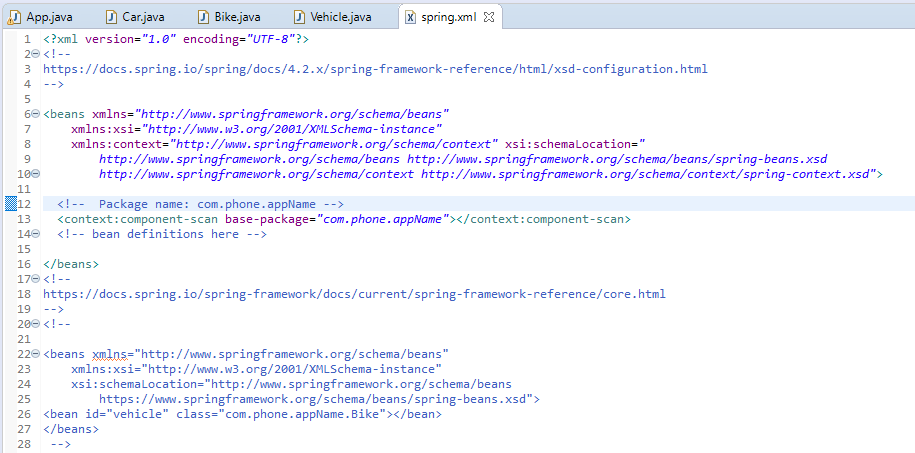 App.java Car.java Bike.java Vehicle.java spring.xml
1 <?xml version="1.0" encoding="UTF-8"?>
2 <!--
3 https://docs.spring.io/spring/docs/4.2.x/spring-framework-reference/html/xsd-configuration.html
4 -->
5
6 <beans xmlns="http://www.springframework.org/schema/beans"
7 xmlns:xsi="http://www.w3.org/2001/XMLSchema-instance"
8 xmlns:context="http://www.springframework.org/schema/context" xsi:schemaLocation="
9 http://www.springframework.org/schema/beans http://www.springframework.org/schema/beans/spring-beans.xsd
10 http://www.springframework.org/schema/context http://www.springframework.org/schema/context/spring-context.xsd">
11
12 <!--  Package name: com.phone.appName -->
13 <context:component-scan base-package="com.phone.appName"></context:component-scan>
14 <!-- bean definitions here -->
15
16 </beans>
17 <!--
18 https://docs.spring.io/spring-framework/docs/current/spring-framework-reference/core.html
19 -->
20 <!--
21
22 <beans xmlns="http://www.springframework.org/schema/beans"
23 xmlns:xsi="http://www.w3.org/2001/XMLSchema-instance"
24 xsi:schemaLocation="http://www.springframework.org/schema/beans
25 https://www.springframework.org/schema/beans/spring-beans.xsd">
26 <bean id="vehicle" class="com.phone.appName.Bike"></bean>
27 </beans>
28 -->